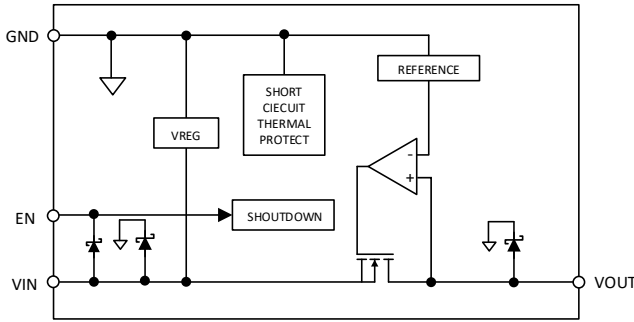 GND
REFERENCE
SHORT
CIECUIT
THERMAL
PROTECT
VREG
-
+
EN
SHOUTDOWN
VIN
VOUT